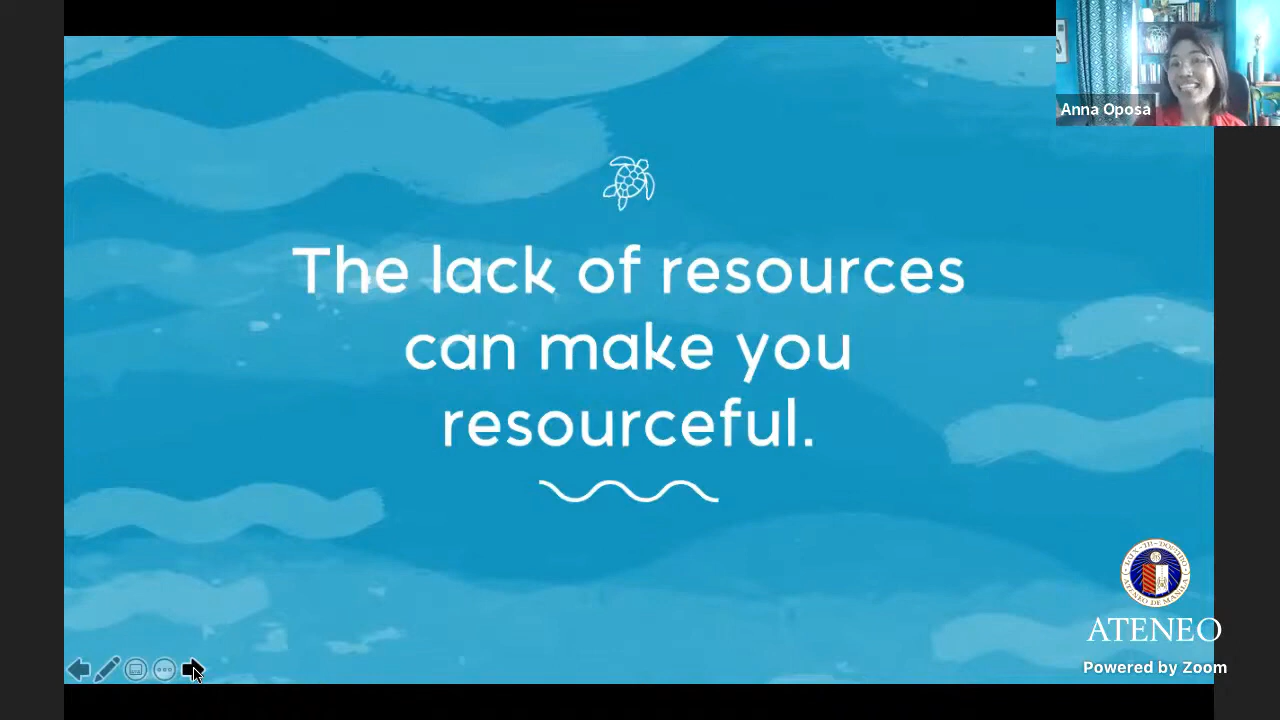 Anna Oposa
The lack of resources
can make you
resourceful.
ATENEO
Powered by Zoom